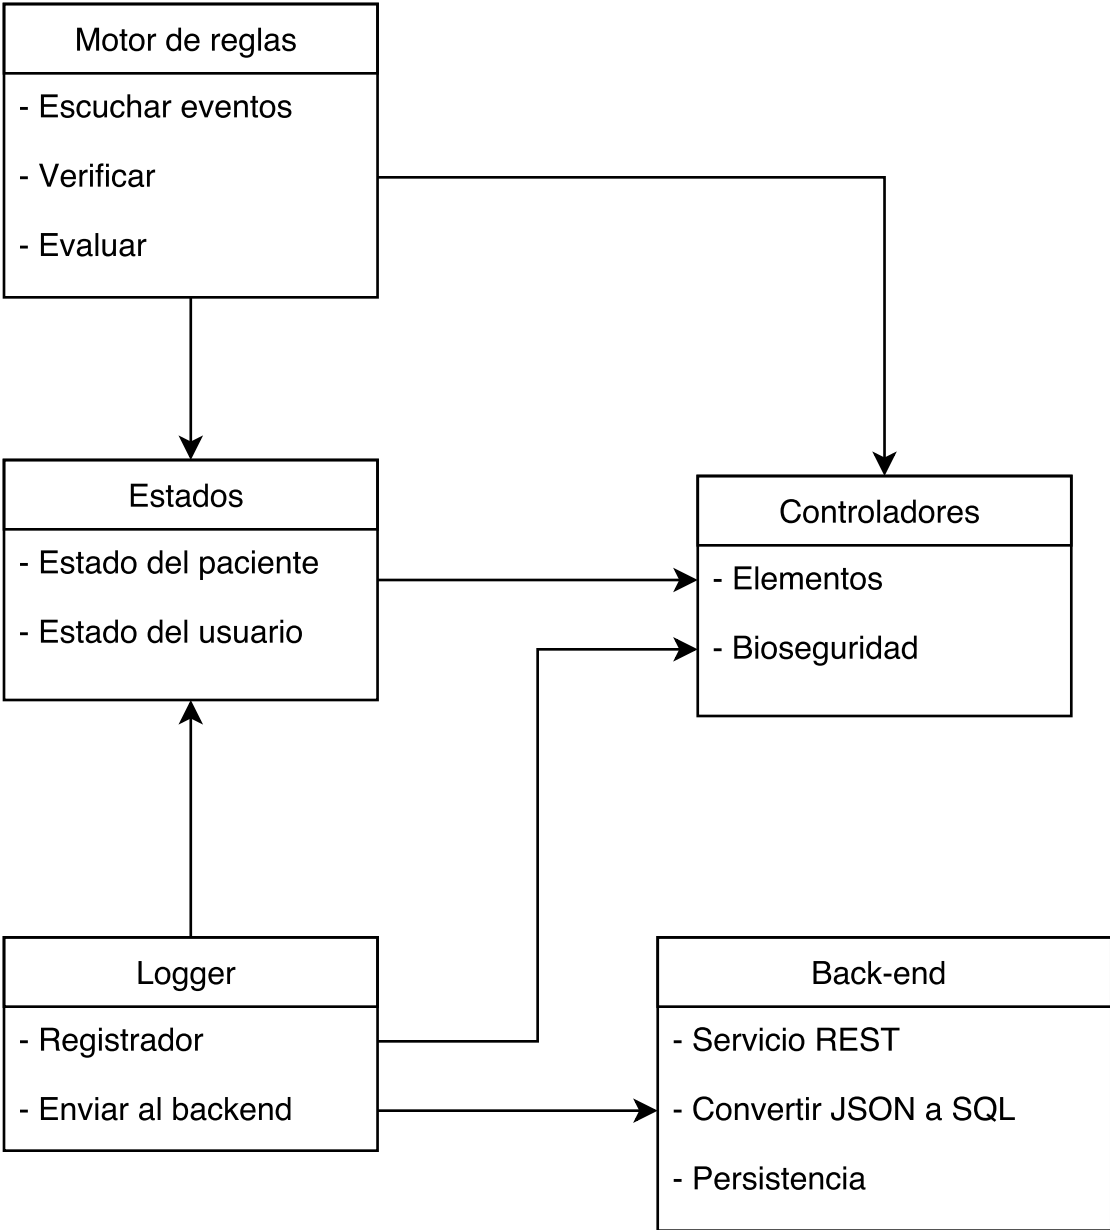 Motor de reglas
- Escuchar eventos
- Verificar
- Evaluar
Estados
- Estado del paciente
- Estado del usuario
Controladores
- Elementos
- Bioseguridad
Logger
- Registrador
- Enviar al backend
Back-end
- Servicio REST
- Convertir JSON a SQL
- Persistencia